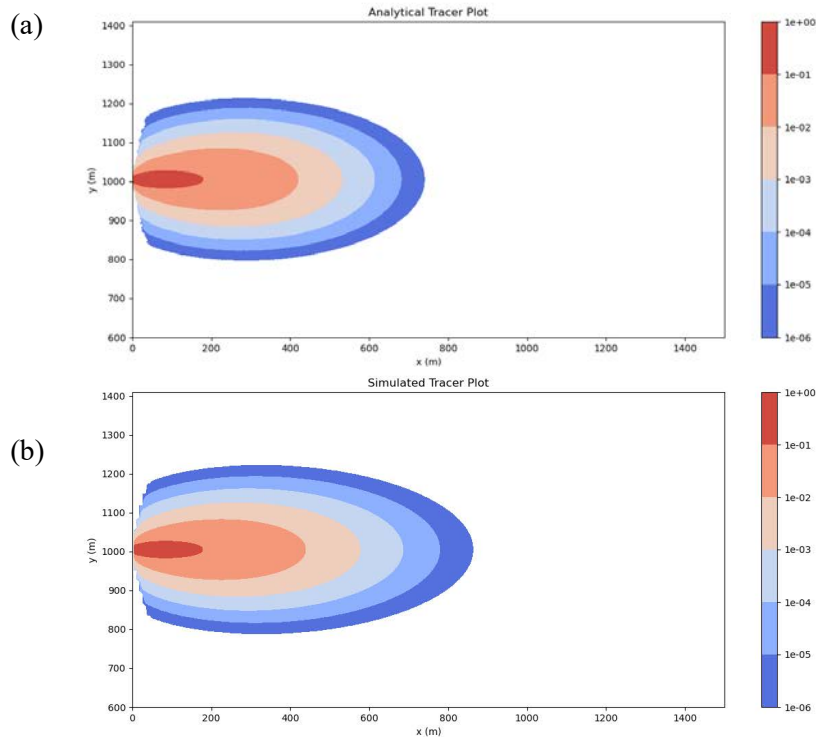 (a)
Analytical Tracer Plot
y (m)
1400
1300
1200
1100
1000
900
800
700
600
0 200 400 600 800 1000 1200 1400
x (m)
1e+00
1e-01
1e-02
1e-03
1e-04
1e-05
1e-06
(b)
Simulated Tracer Plot
y (m)
1400
1300
1200
1100
1000
900
800
700
600
0 200 400 600 800 1000 1200 1400
x (m)
1e+00
1e-01
1e-02
1e-03
1e-04
1e-05
1e-06